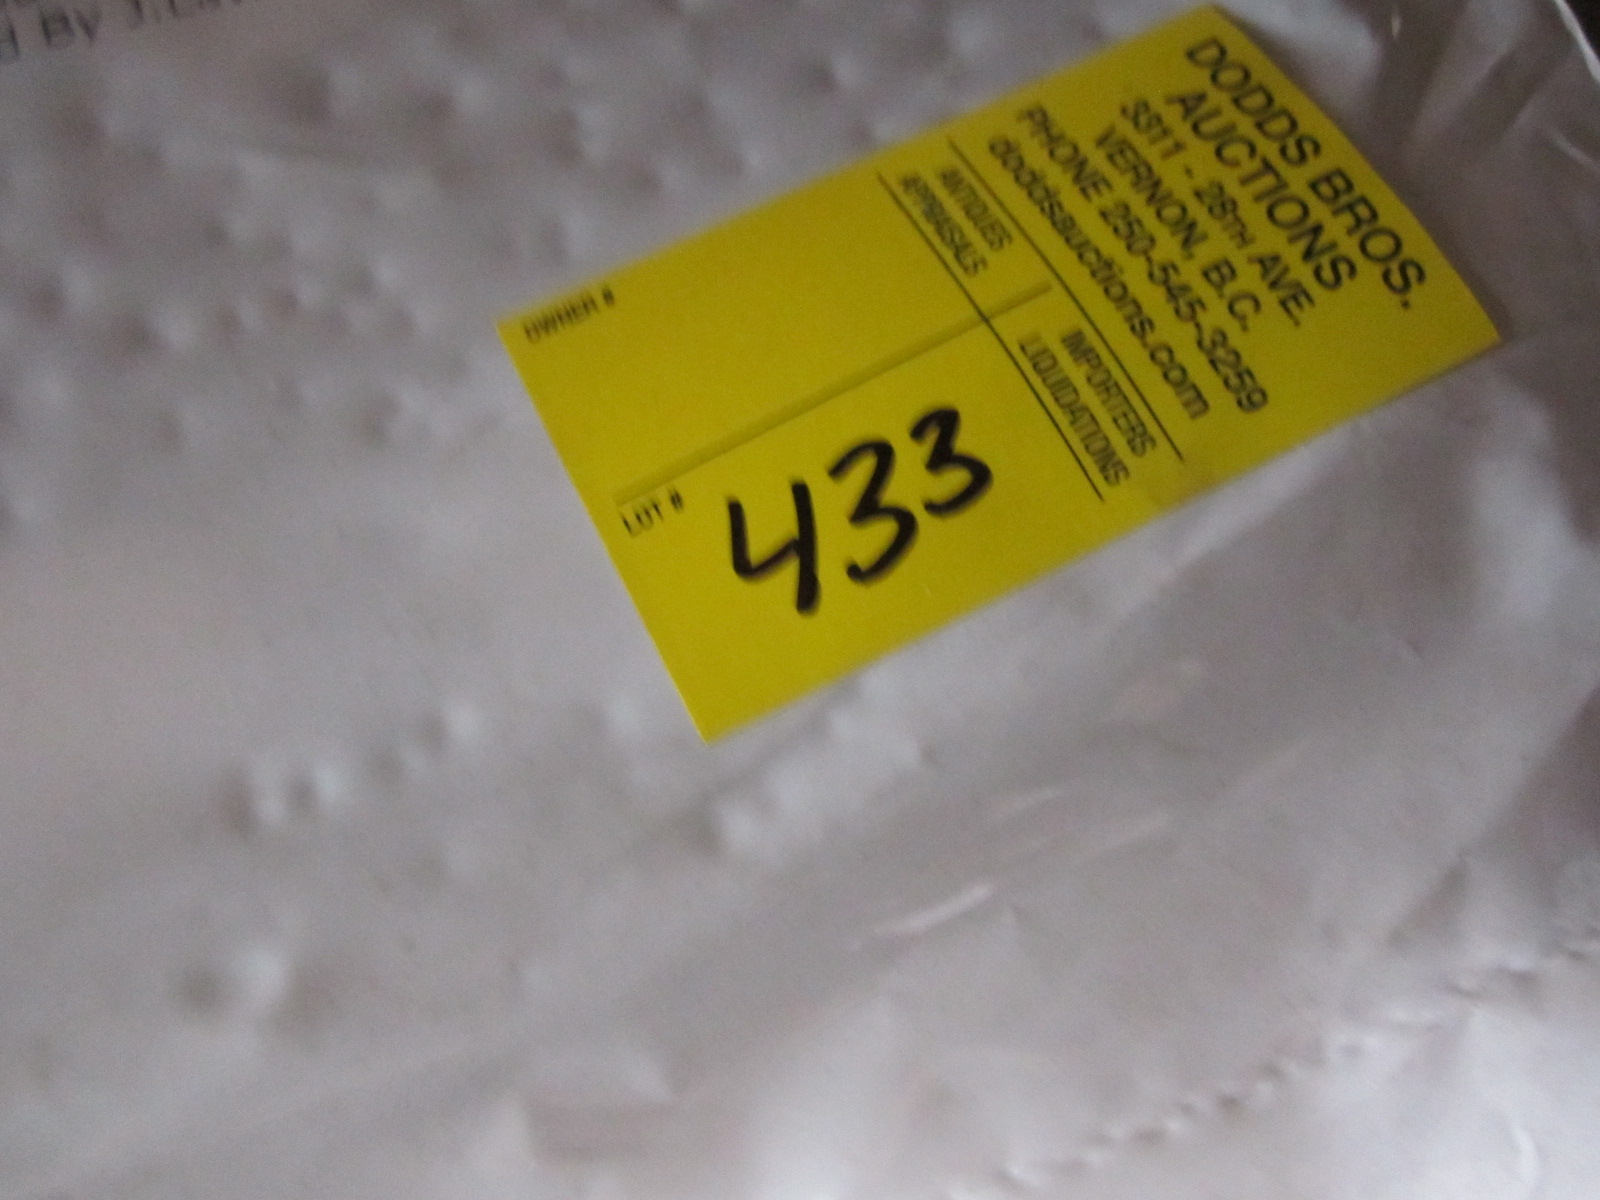 d By J.
DODDS BROS.
AUCTIONS
3311 - 28TH AVE.
VERNON, B.C.
PHONE 250-545-3259
doddsauctions.com
ANTIQUES IMPORTERS
APPRAISALS LIQUIDATIONS
OWNER #
LOT #
433